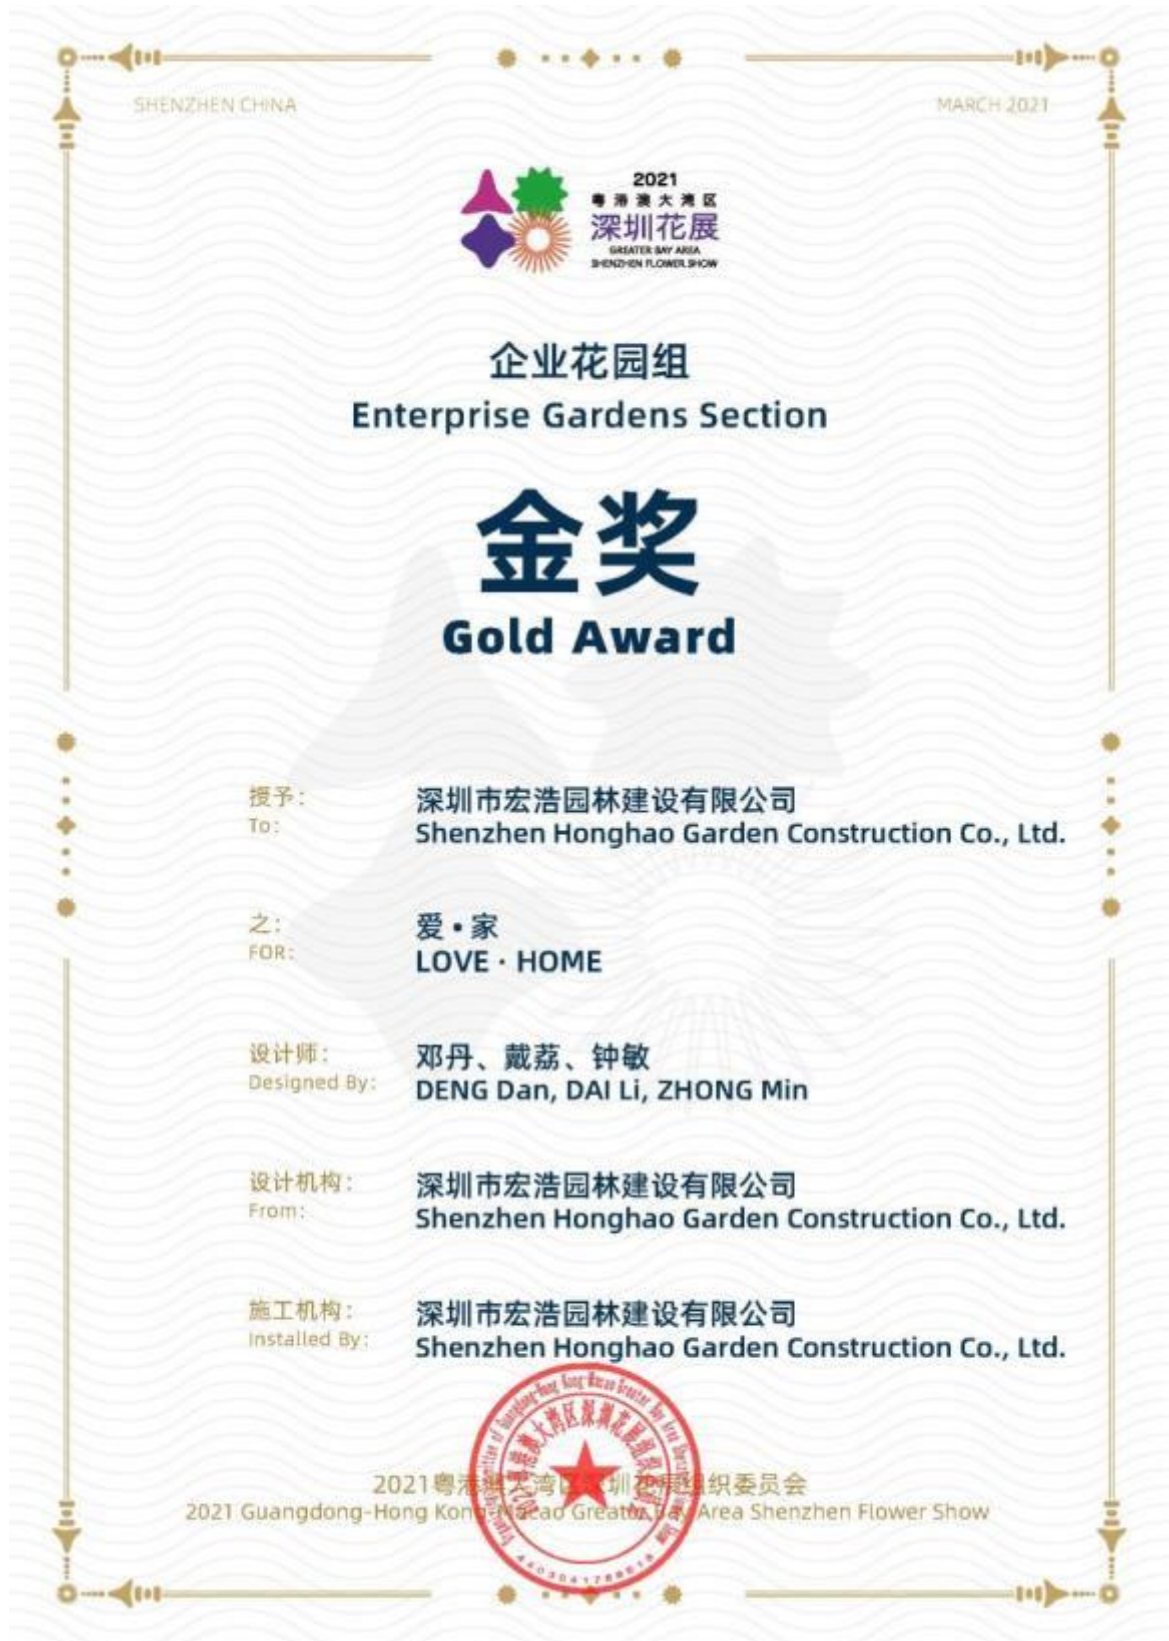 SHENZHEN CHINA
MARCH 2021
2021
粤港澳大湾区
深圳花展
GREATER BAY AREA
SHENZHEN FLOWER SHOW
企业花园组
Enterprise Gardens Section
金奖
Gold Award
授予：
深圳市宏浩园林建设有限公司
To：
Shenzhen Honghao Garden Construction Co., Ltd.
之：
爱·家
FOR：
LOVE · HOME
设计师：
邓丹、戴荔、钟敏
Designed By：
DENG Dan, DAI Li, ZHONG Min
设计机构：
深圳市宏浩园林建设有限公司
From：
Shenzhen Honghao Garden Construction Co., Ltd.
施工机构：
深圳市宏浩园林建设有限公司
Installed By：
Shenzhen Honghao Garden Construction Co., Ltd.
2021粤港澳大湾区深圳花展组织委员会
2021 Guangdong-Hong Kong-Macao Greater Bay Area Shenzhen Flower Show